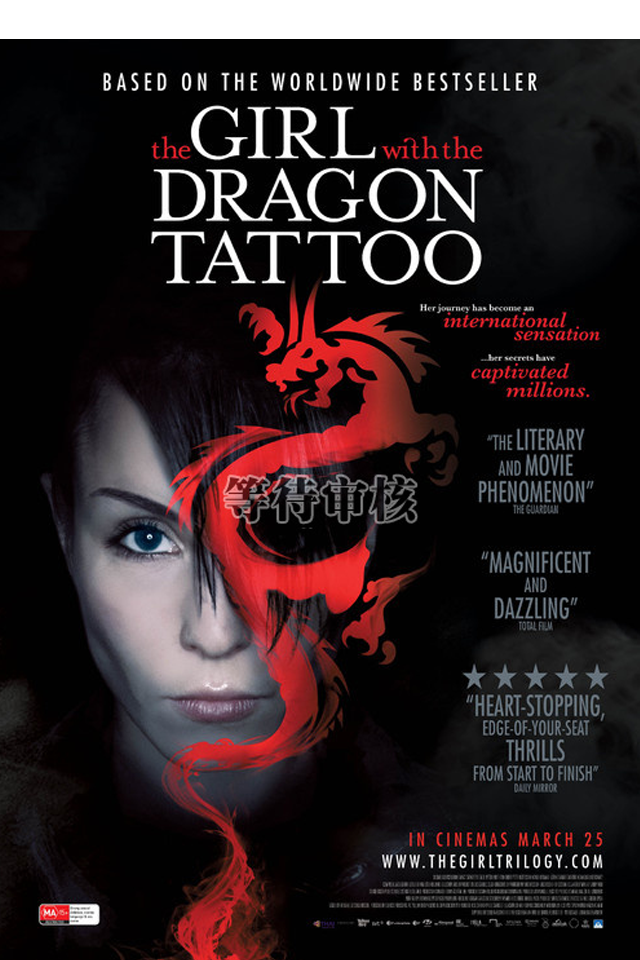 BASED ON THE WORLDWIDE BESTSELLER
the GIRL with the
DRAGON
TATTOO
Her journey has become an
international
sensation
...her secrets have
captivated
millions.
"THE LITERARY
AND MOVIE
PHENOMENON"
THE GUARDIAN
等待审核
"MAGNIFICENT
AND
DAZZLING"
TOTAL FILM
"HEART-STOPPING,
EDGE-OF-YOUR-SEAT
THRILLS
FROM START TO FINISH"
DAILY MIRROR
IN CINEMAS MARCH 25
WWW.THEGIRLTRILOGY.COM
MA 15+